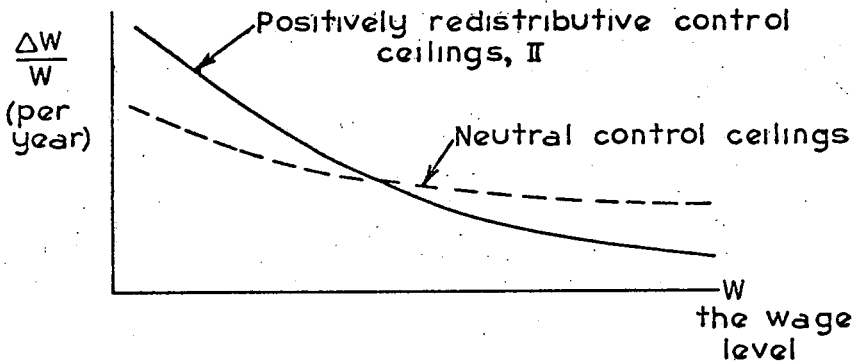 Positively redistributive control
ceilings, II
ΔW
W
(per
year)
Neutral control ceilings
W
the wage
level